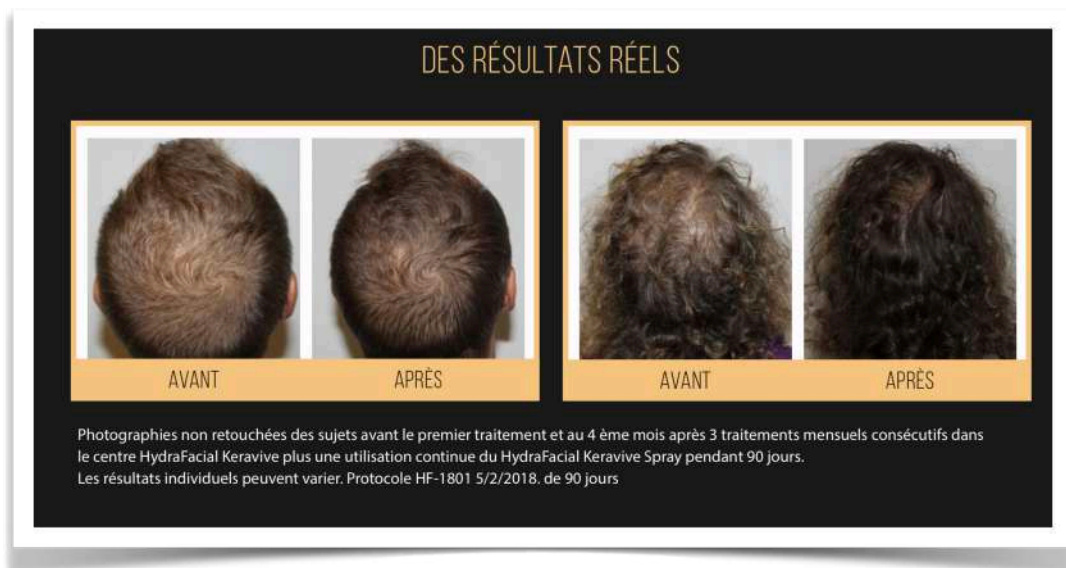 DES RÉSULTATS RÉELS
AVANT
APRÈS
AVANT
APRÈS
Photographies non retouchées des sujets avant le premier traitement et au 4 ème mois après 3 traitements mensuels consécutifs dans
le centre HydraFacial Keravive plus une utilisation continue du HydraFacial Keravive Spray pendant 90 jours.
Les résultats individuels peuvent varier. Protocole HF-1801 5/2/2018. de 90 jours